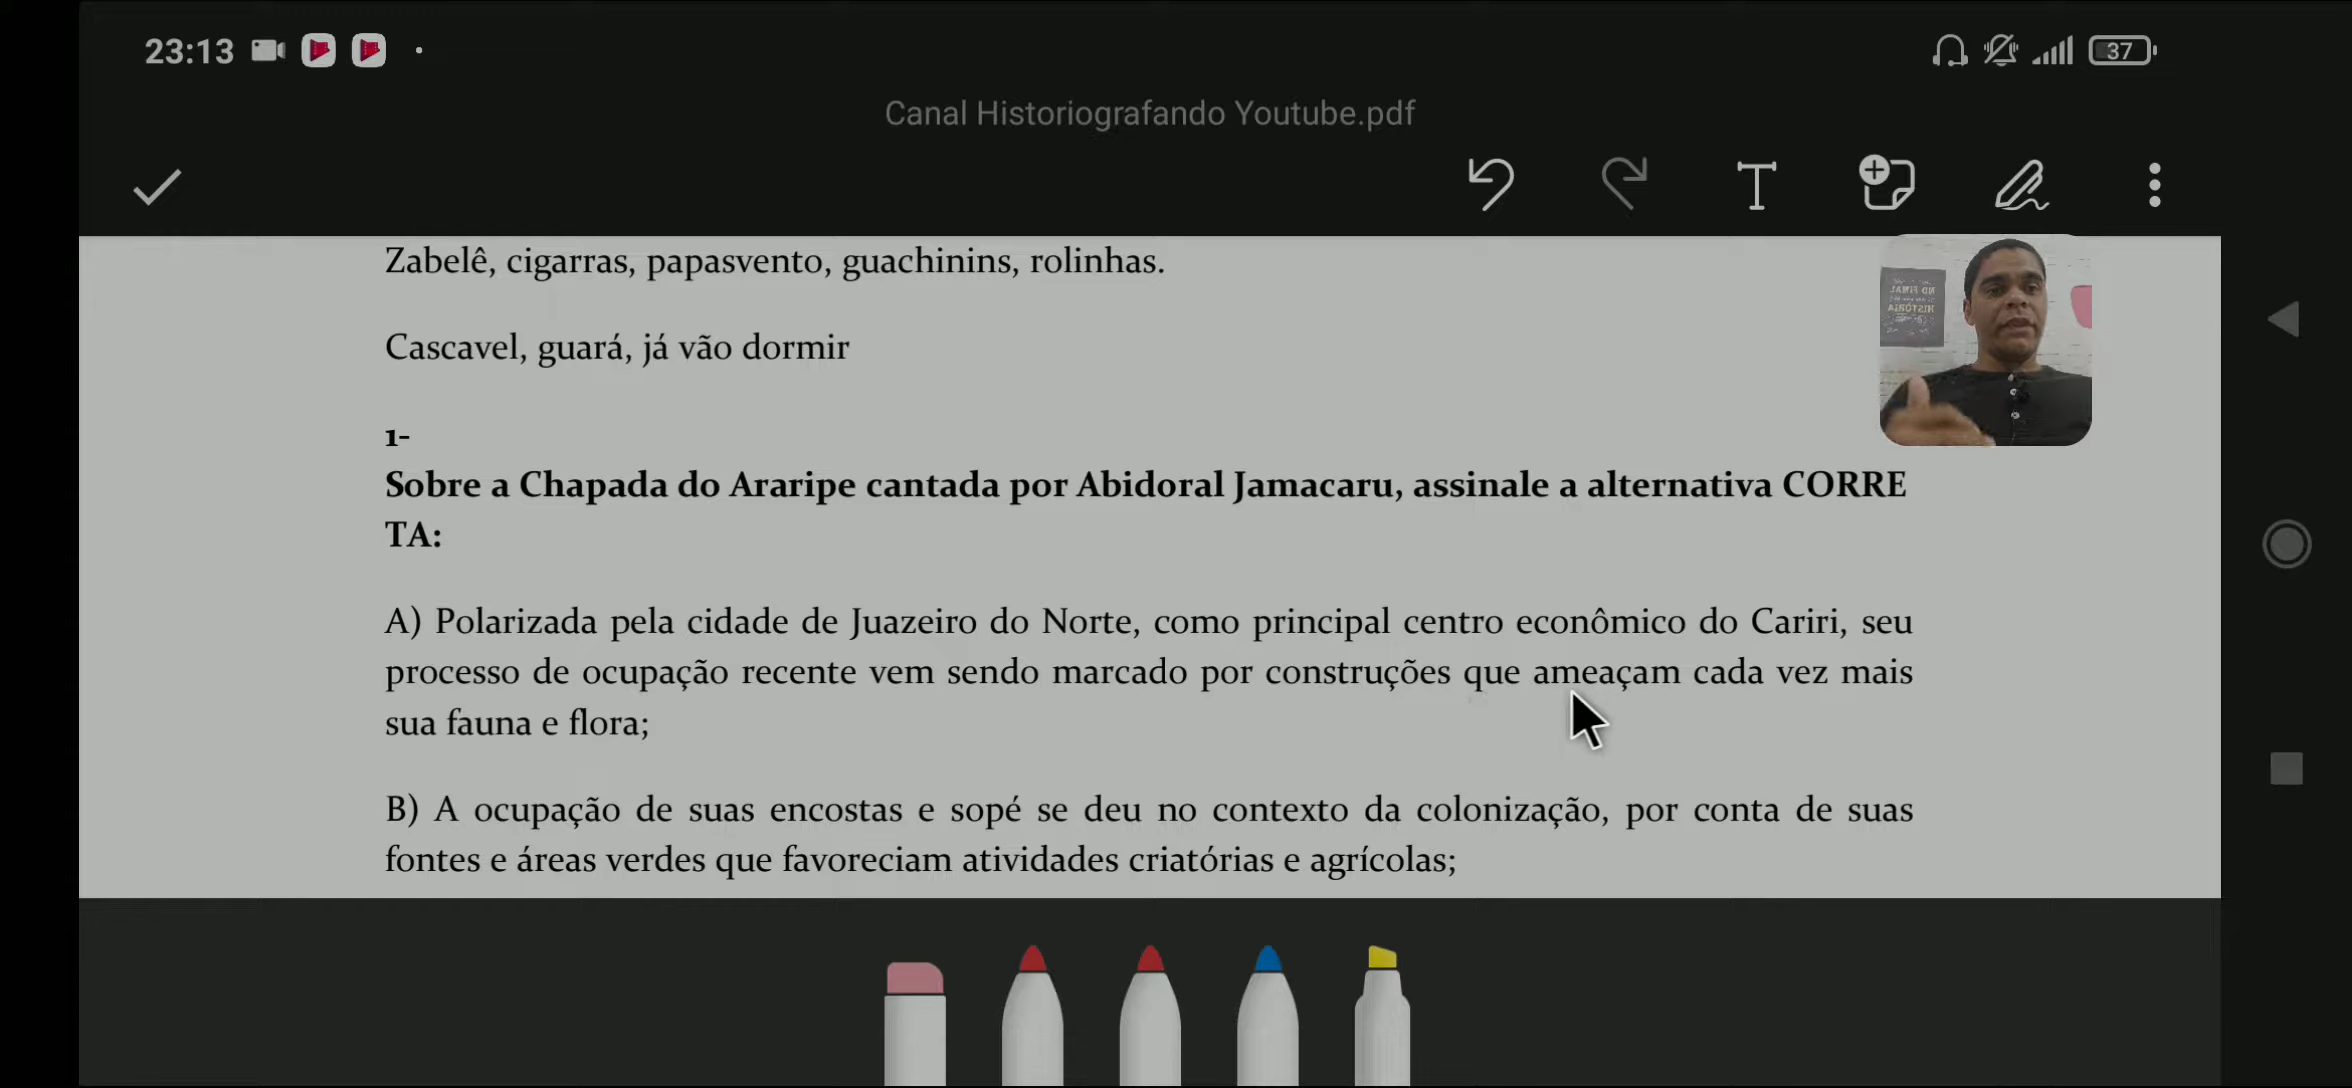 23:13
37
Canal Historiografando Youtube.pdf
Zabelê, cigarras, papasvento, guachinins, rolinhas.
Cascavel, guará, já vão dormir
1-
Sobre a Chapada do Araripe cantada por Abidoral Jamacaru, assinale a alternativa CORRE
TA:
A) Polarizada pela cidade de Juazeiro do Norte, como principal centro econômico do Cariri, seu
processo de ocupação recente vem sendo marcado por construções que ameaçam cada vez mais
sua fauna e flora;
B) A ocupação de suas encostas e sopé se deu no contexto da colonização, por conta de suas
fontes e áreas verdes que favoreciam atividades criatórias e agrícolas;
NO FINAL
HISTÓRIA